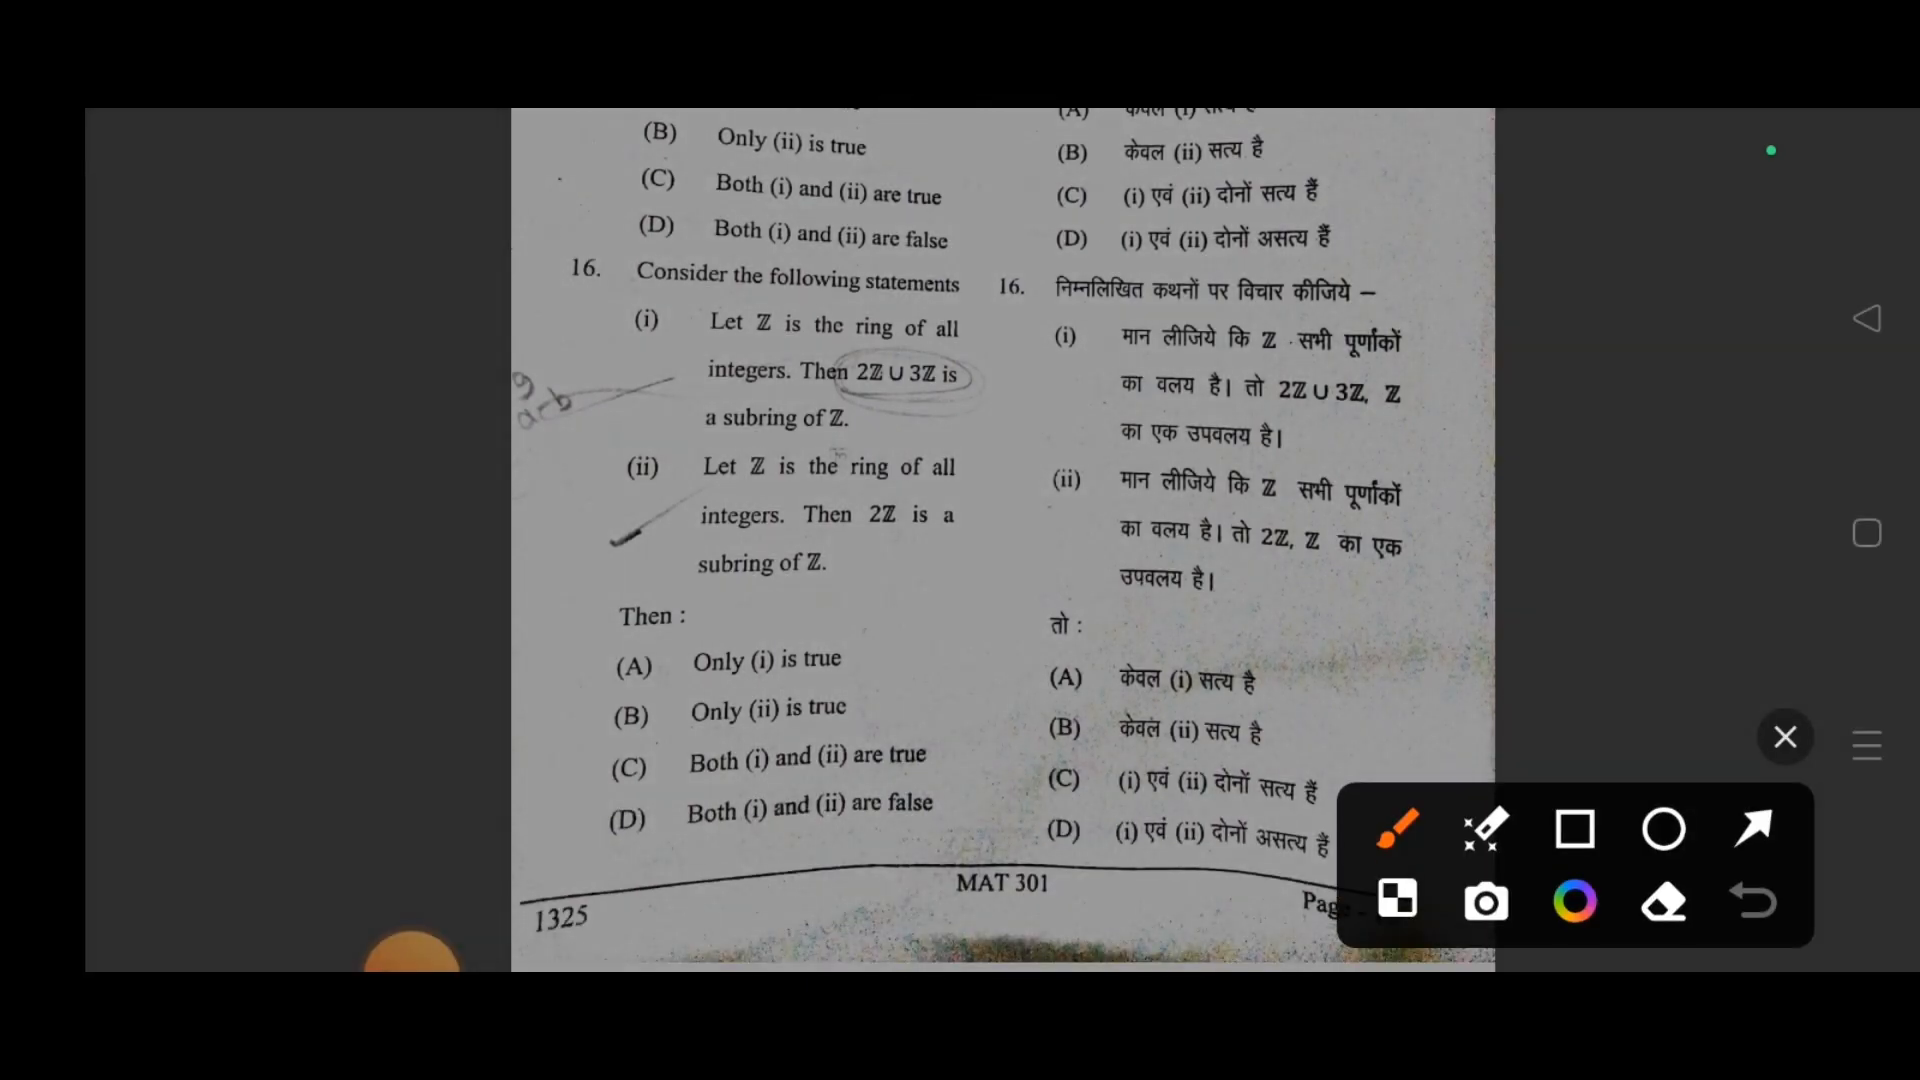 (B) Only (ii) is true
(C) Both (i) and (ii) are true
(D) Both (i) and (ii) are false
16. Consider the following statements
(i) Let ℤ is the ring of all
integers. Then 2ℤ ∪ 3ℤ is
a subring of ℤ.
(ii) Let ℤ is the ring of all
integers. Then 2ℤ is a
subring of ℤ.
Then :
(A) Only (i) is true
(B) Only (ii) is true
(C) Both (i) and (ii) are true
(D) Both (i) and (ii) are false
(A) केवल (i) सत्य है
(B) केवल (ii) सत्य है
(C) (i) एवं (ii) दोनों सत्य हैं
(D) (i) एवं (ii) दोनों असत्य हैं
16. निम्नलिखित कथनों पर विचार कीजिये –
(i) मान लीजिये कि ℤ सभी पूर्णांकों
का वलय है। तो 2ℤ ∪ 3ℤ, ℤ
का एक उपवलय है।
(ii) मान लीजिये कि ℤ सभी पूर्णांकों
का वलय है। तो 2ℤ, ℤ का एक
उपवलय है।
तो :
(A) केवल (i) सत्य है
(B) केवल (ii) सत्य है
(C) (i) एवं (ii) दोनों सत्य हैं
(D) (i) एवं (ii) दोनों असत्य हैं
1325 MAT 301 Page -